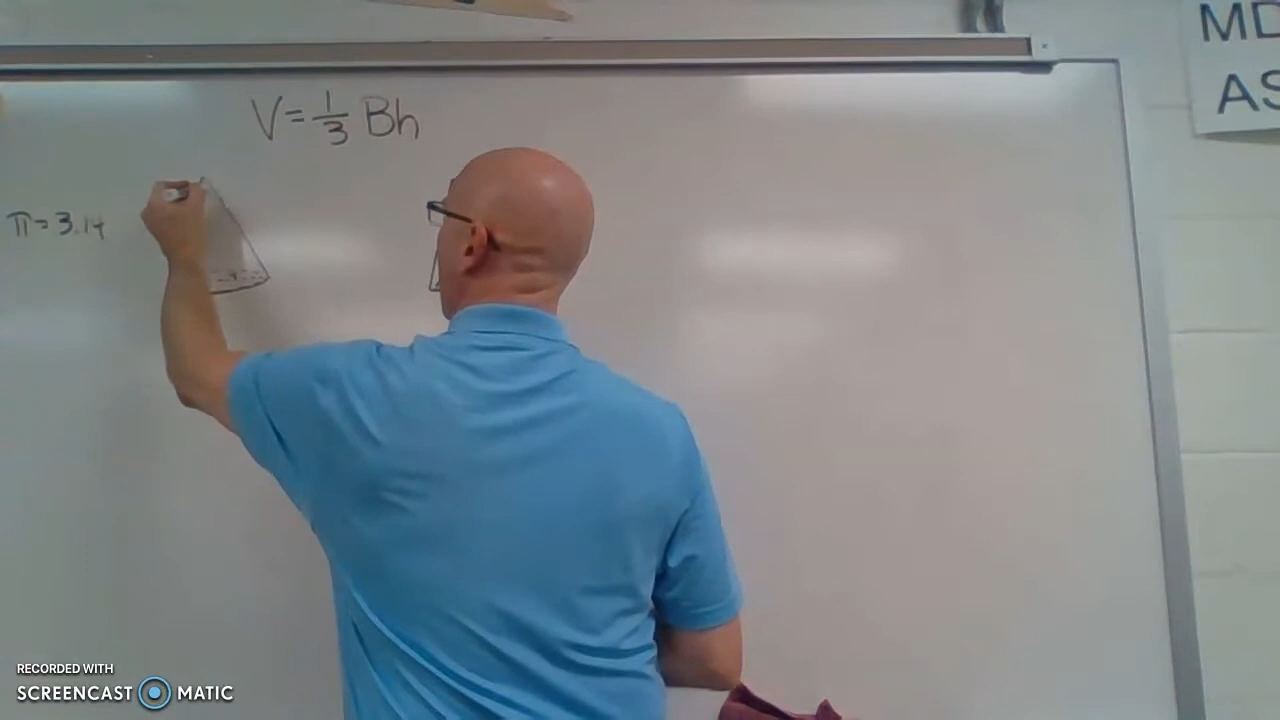 MD
AS
V = 1/3 Bh
π = 3.14
RECORDED WITH
SCREENCAST MATIC